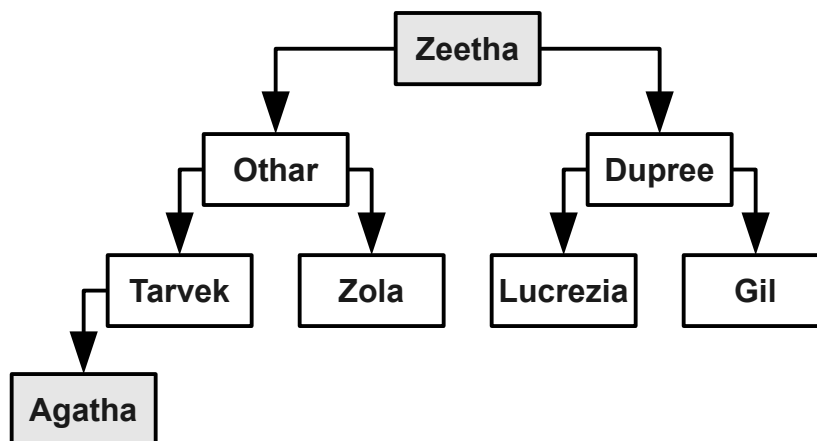 Zeetha
Othar
Dupree
Tarvek
Zola
Lucrezia
Gil
Agatha